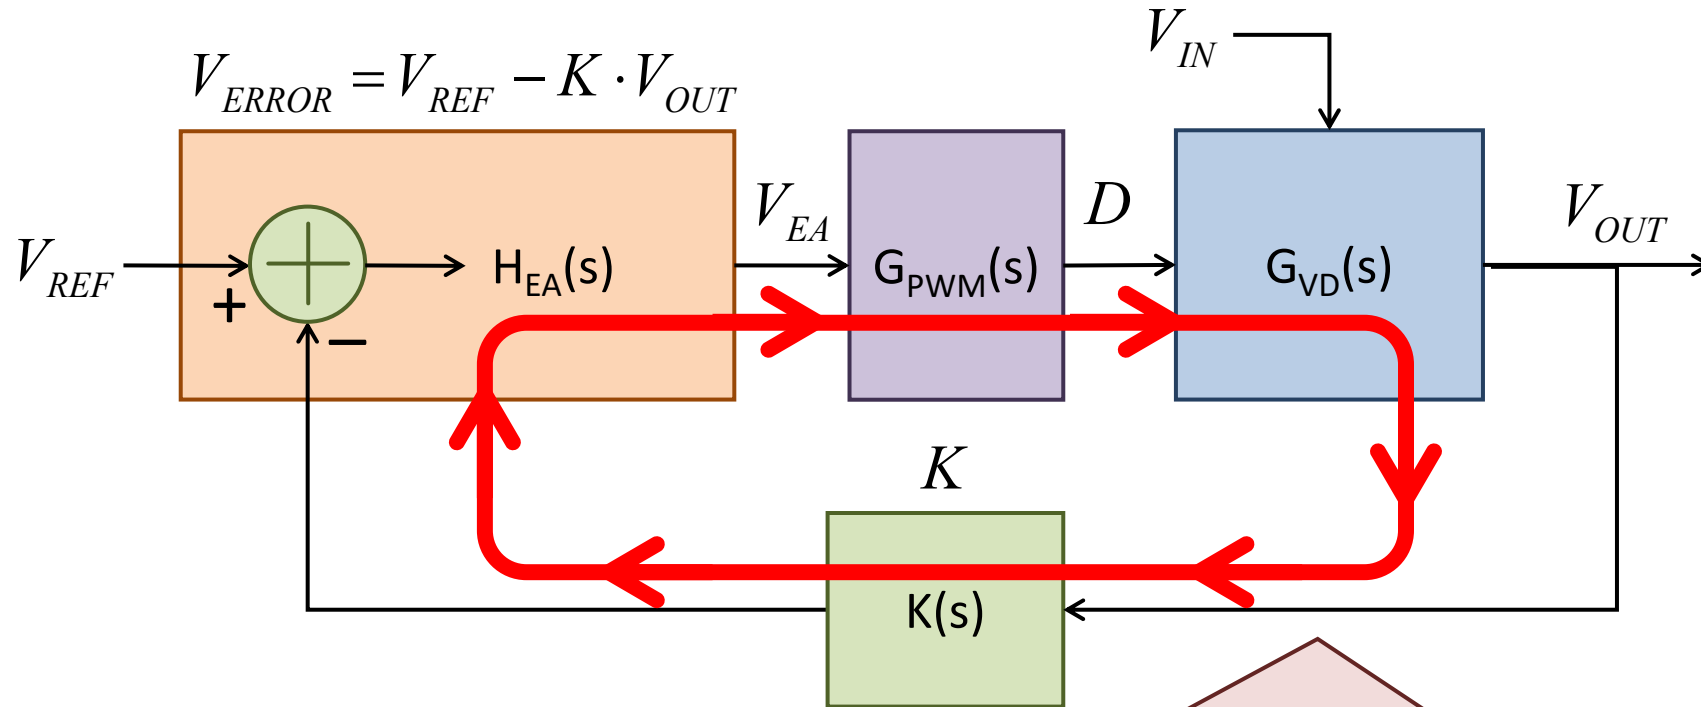 V_IN
V_ERROR = V_REF − K · V_OUT
V_REF
+
−
H_EA(s)
V_EA
G_PWM(s)
D
G_VD(s)
V_OUT
K
K(s)